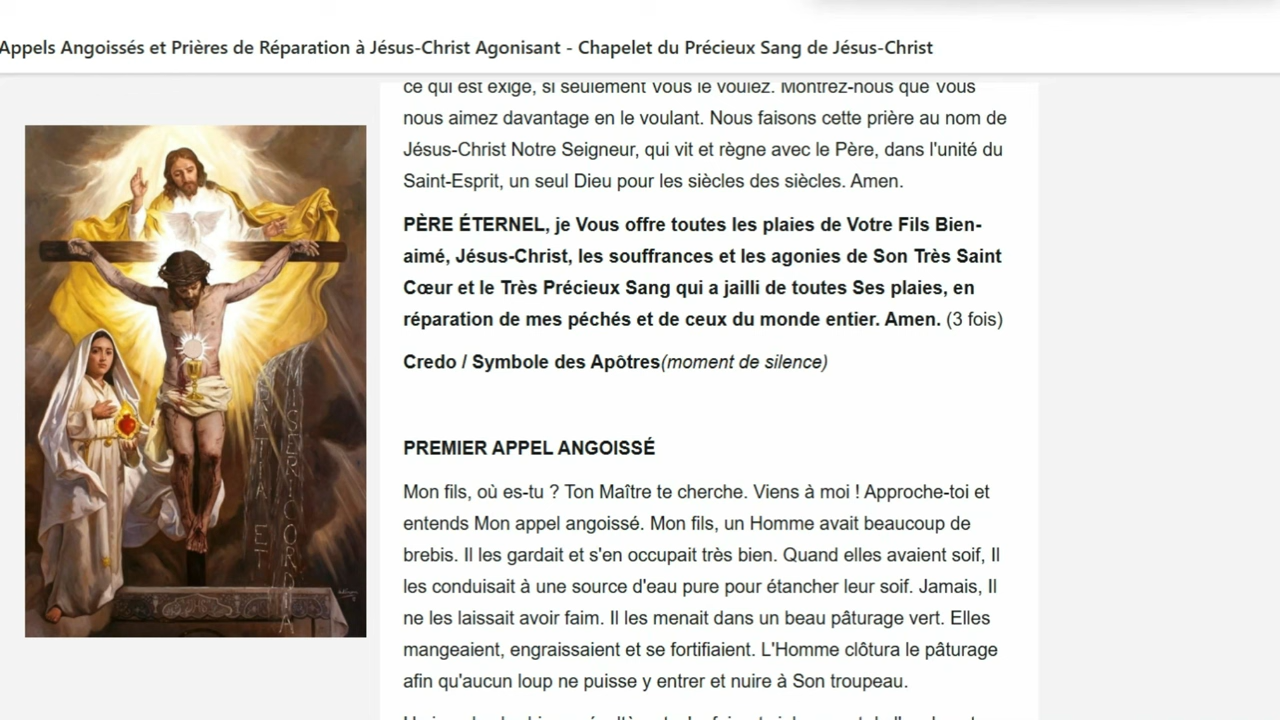 Appels Angoissés et Prières de Réparation à Jésus-Christ Agonisant - Chapelet du Précieux Sang de Jésus-Christ
ce qui est exigé, si seulement Vous le voulez. Montrez-nous que Vous
nous aimez davantage en le voulant. Nous faisons cette prière au nom de
Jésus-Christ Notre Seigneur, qui vit et règne avec le Père, dans l'unité du
Saint-Esprit, un seul Dieu pour les siècles des siècles. Amen.
PÈRE ÉTERNEL, je Vous offre toutes les plaies de Votre Fils Bien-
aimé, Jésus-Christ, les souffrances et les agonies de Son Très Saint
Cœur et le Très Précieux Sang qui a jailli de toutes Ses plaies, en
réparation de mes péchés et de ceux du monde entier. Amen. (3 fois)
Credo / Symbole des Apôtres(moment de silence)
PREMIER APPEL ANGOISSÉ
Mon fils, où es-tu ? Ton Maître te cherche. Viens à moi ! Approche-toi et
entends Mon appel angoissé. Mon fils, un Homme avait beaucoup de
brebis. Il les gardait et s'en occupait très bien. Quand elles avaient soif, Il
les conduisait à une source d'eau pure pour étancher leur soif. Jamais, Il
ne les laissait avoir faim. Il les menait dans un beau pâturage vert. Elles
mangeaient, engraissaient et se fortifiaient. L'Homme clôtura le pâturage
afin qu'aucun loup ne puisse y entrer et nuire à Son troupeau.
GRATIA ET
MISERICORDIA